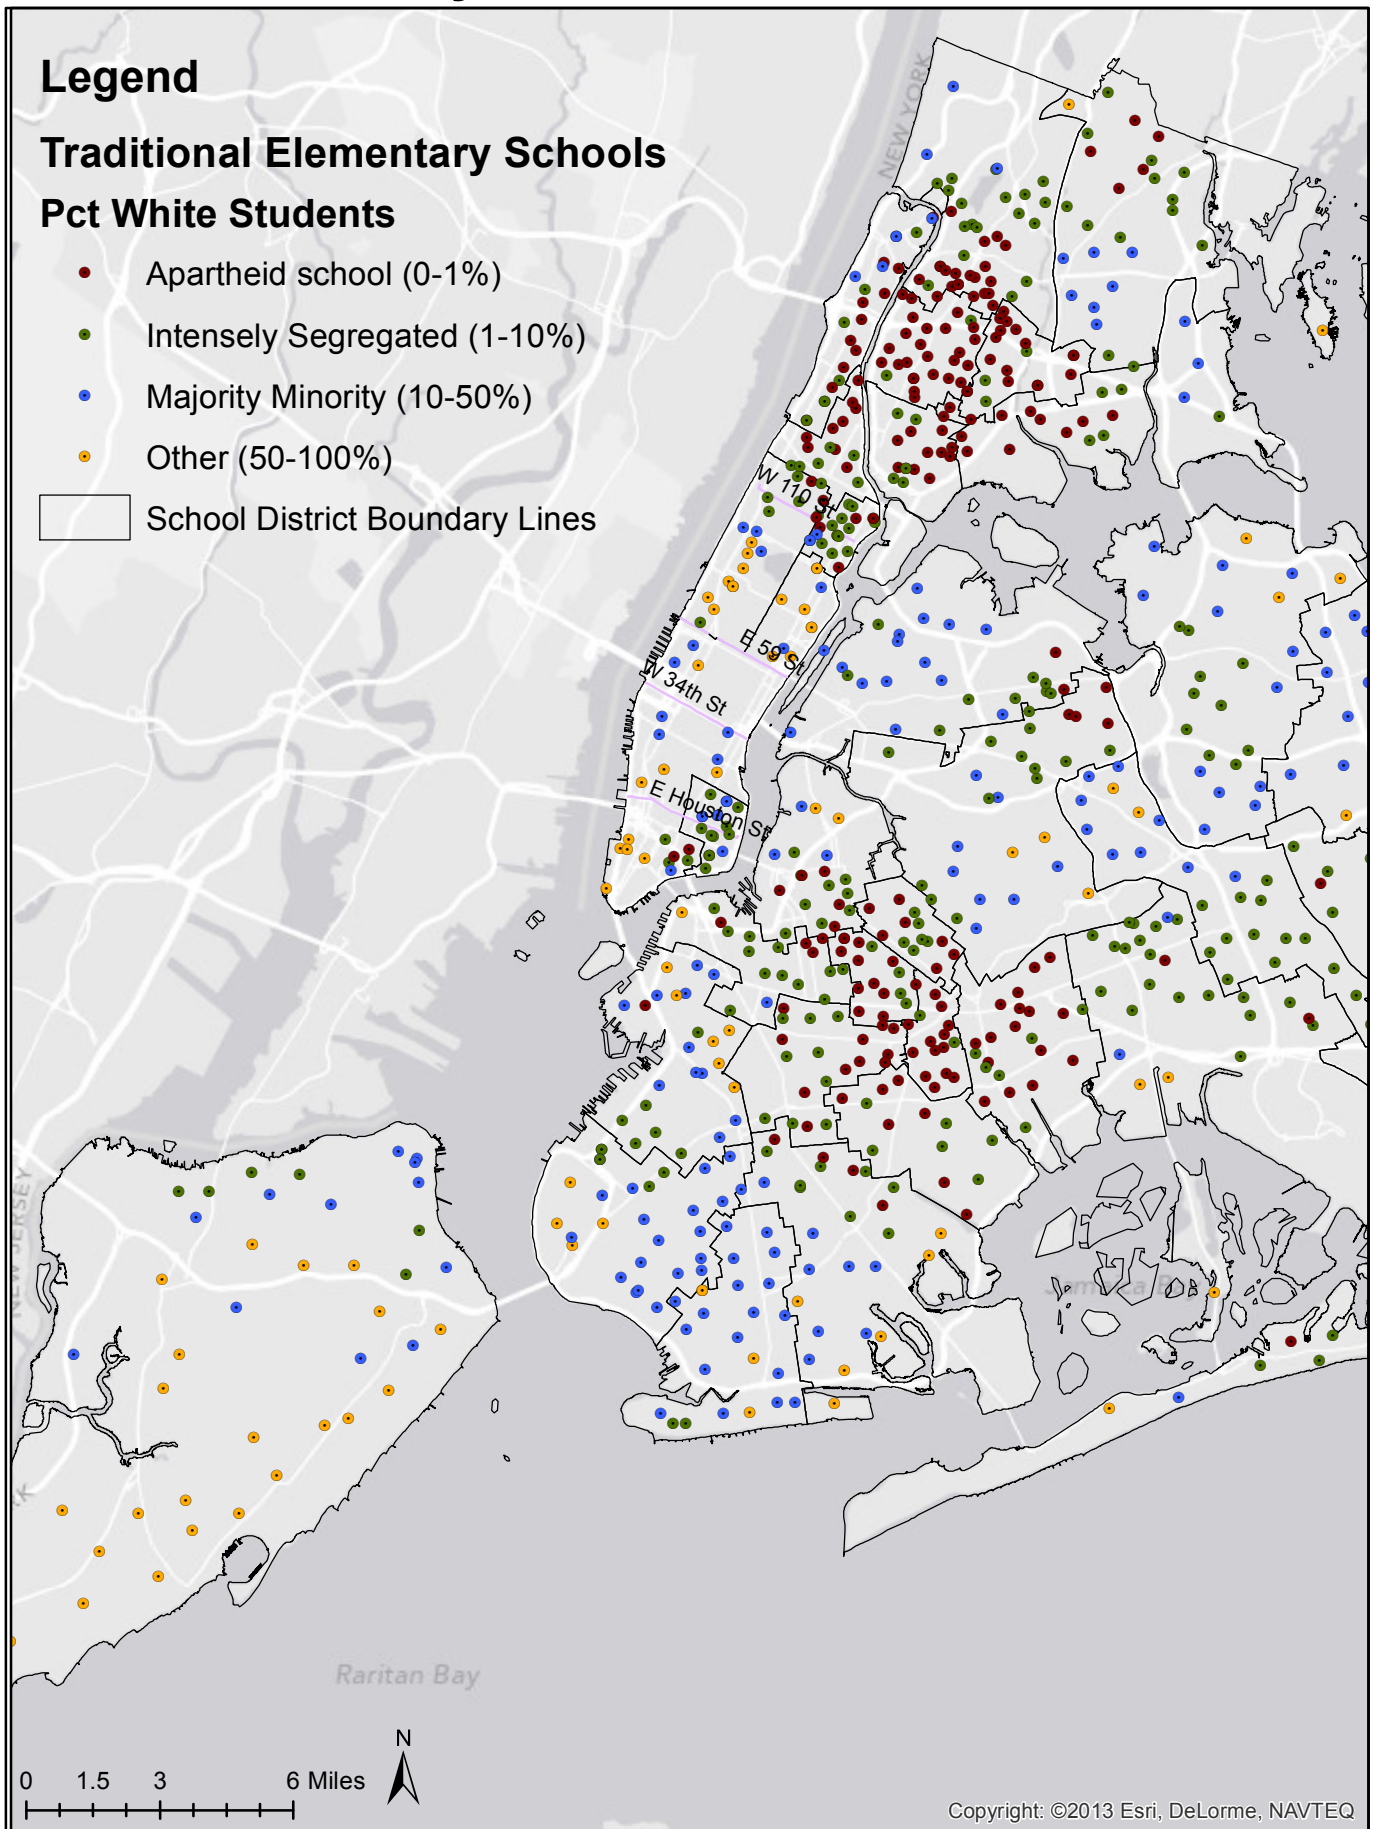 Legend
Traditional Elementary Schools
Pct White Students
Apartheid school (0-1%)
Intensely Segregated (1-10%)
Majority Minority (10-50%)
Other (50-100%)
School District Boundary Lines
NEW YORK
W 110 St
E 59 St
W 34th St
E Houston St
NEW JERSEY
Jamaica Bay
Raritan Bay
N
0 1.5 3 6 Miles
Copyright: ©2013 Esri, DeLorme, NAVTEQ